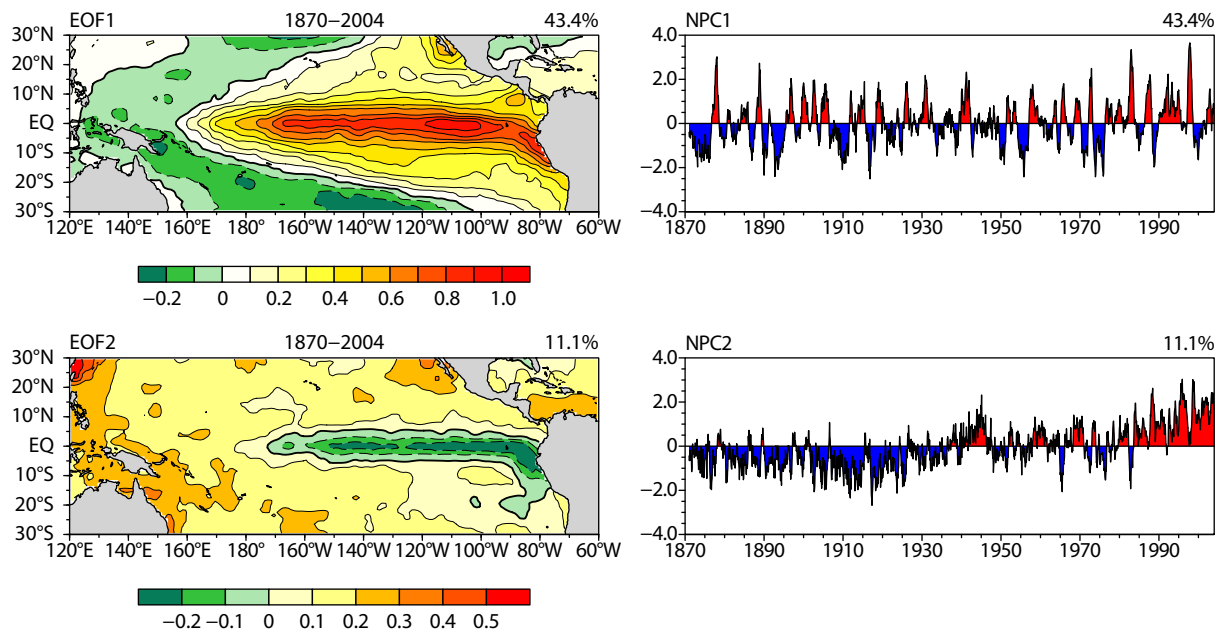 EOF1 1870–2004 43.4%
30°N
20°N
10°N
EQ
10°S
20°S
30°S
120°E 140°E 160°E 180° 160°W 140°W 120°W 100°W 80°W 60°W
−0.2 0 0.2 0.4 0.6 0.8 1.0
NPC1 43.4%
4.0
2.0
0
−2.0
−4.0
1870 1890 1910 1930 1950 1970 1990
EOF2 1870–2004 11.1%
30°N
20°N
10°N
EQ
10°S
20°S
30°S
120°E 140°E 160°E 180° 160°W 140°W 120°W 100°W 80°W 60°W
−0.2 −0.1 0 0.1 0.2 0.3 0.4 0.5
NPC2 11.1%
4.0
2.0
0
−2.0
−4.0
1870 1890 1910 1930 1950 1970 1990